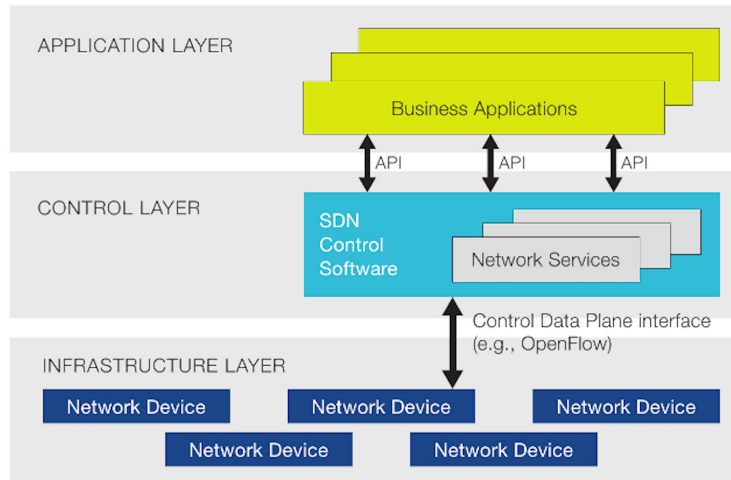 APPLICATION LAYER
Business Applications
API
API
API
CONTROL LAYER
SDN
Control
Software
Network Services
Control Data Plane interface
(e.g., OpenFlow)
INFRASTRUCTURE LAYER
Network Device
Network Device
Network Device
Network Device
Network Device